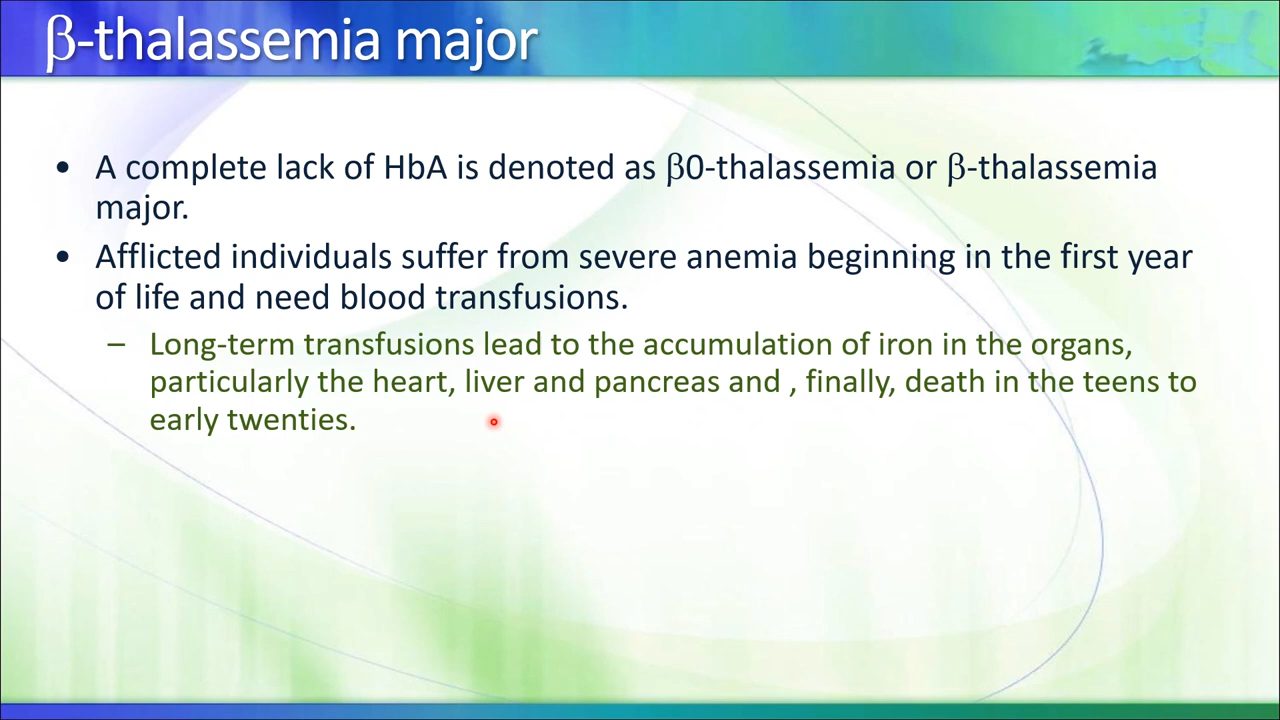 β-thalassemia major
• A complete lack of HbA is denoted as β0-thalassemia or β-thalassemia
major.
• Afflicted individuals suffer from severe anemia beginning in the first year
of life and need blood transfusions.
– Long-term transfusions lead to the accumulation of iron in the organs,
particularly the heart, liver and pancreas and , finally, death in the teens to
early twenties.